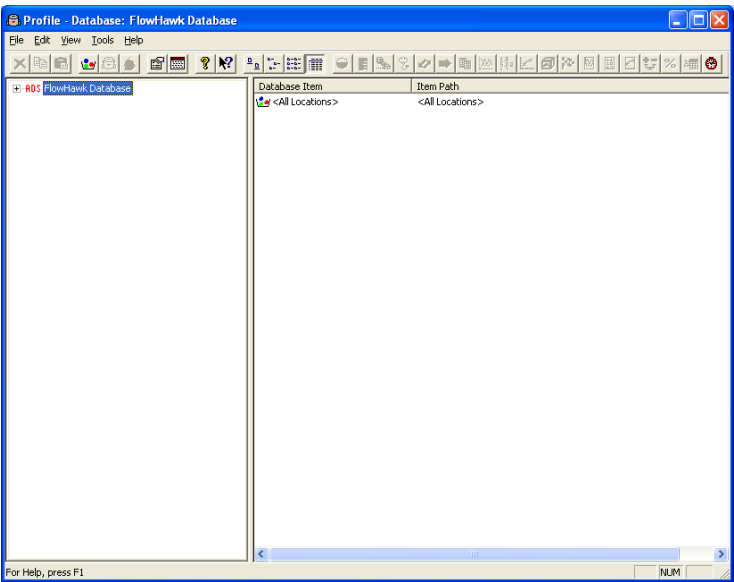 Profile - Database: FlowHawk Database
File Edit View Tools Help
ADS FlowHawk Database
Database Item Item Path
<All Locations> <All Locations>
For Help, press F1 NUM